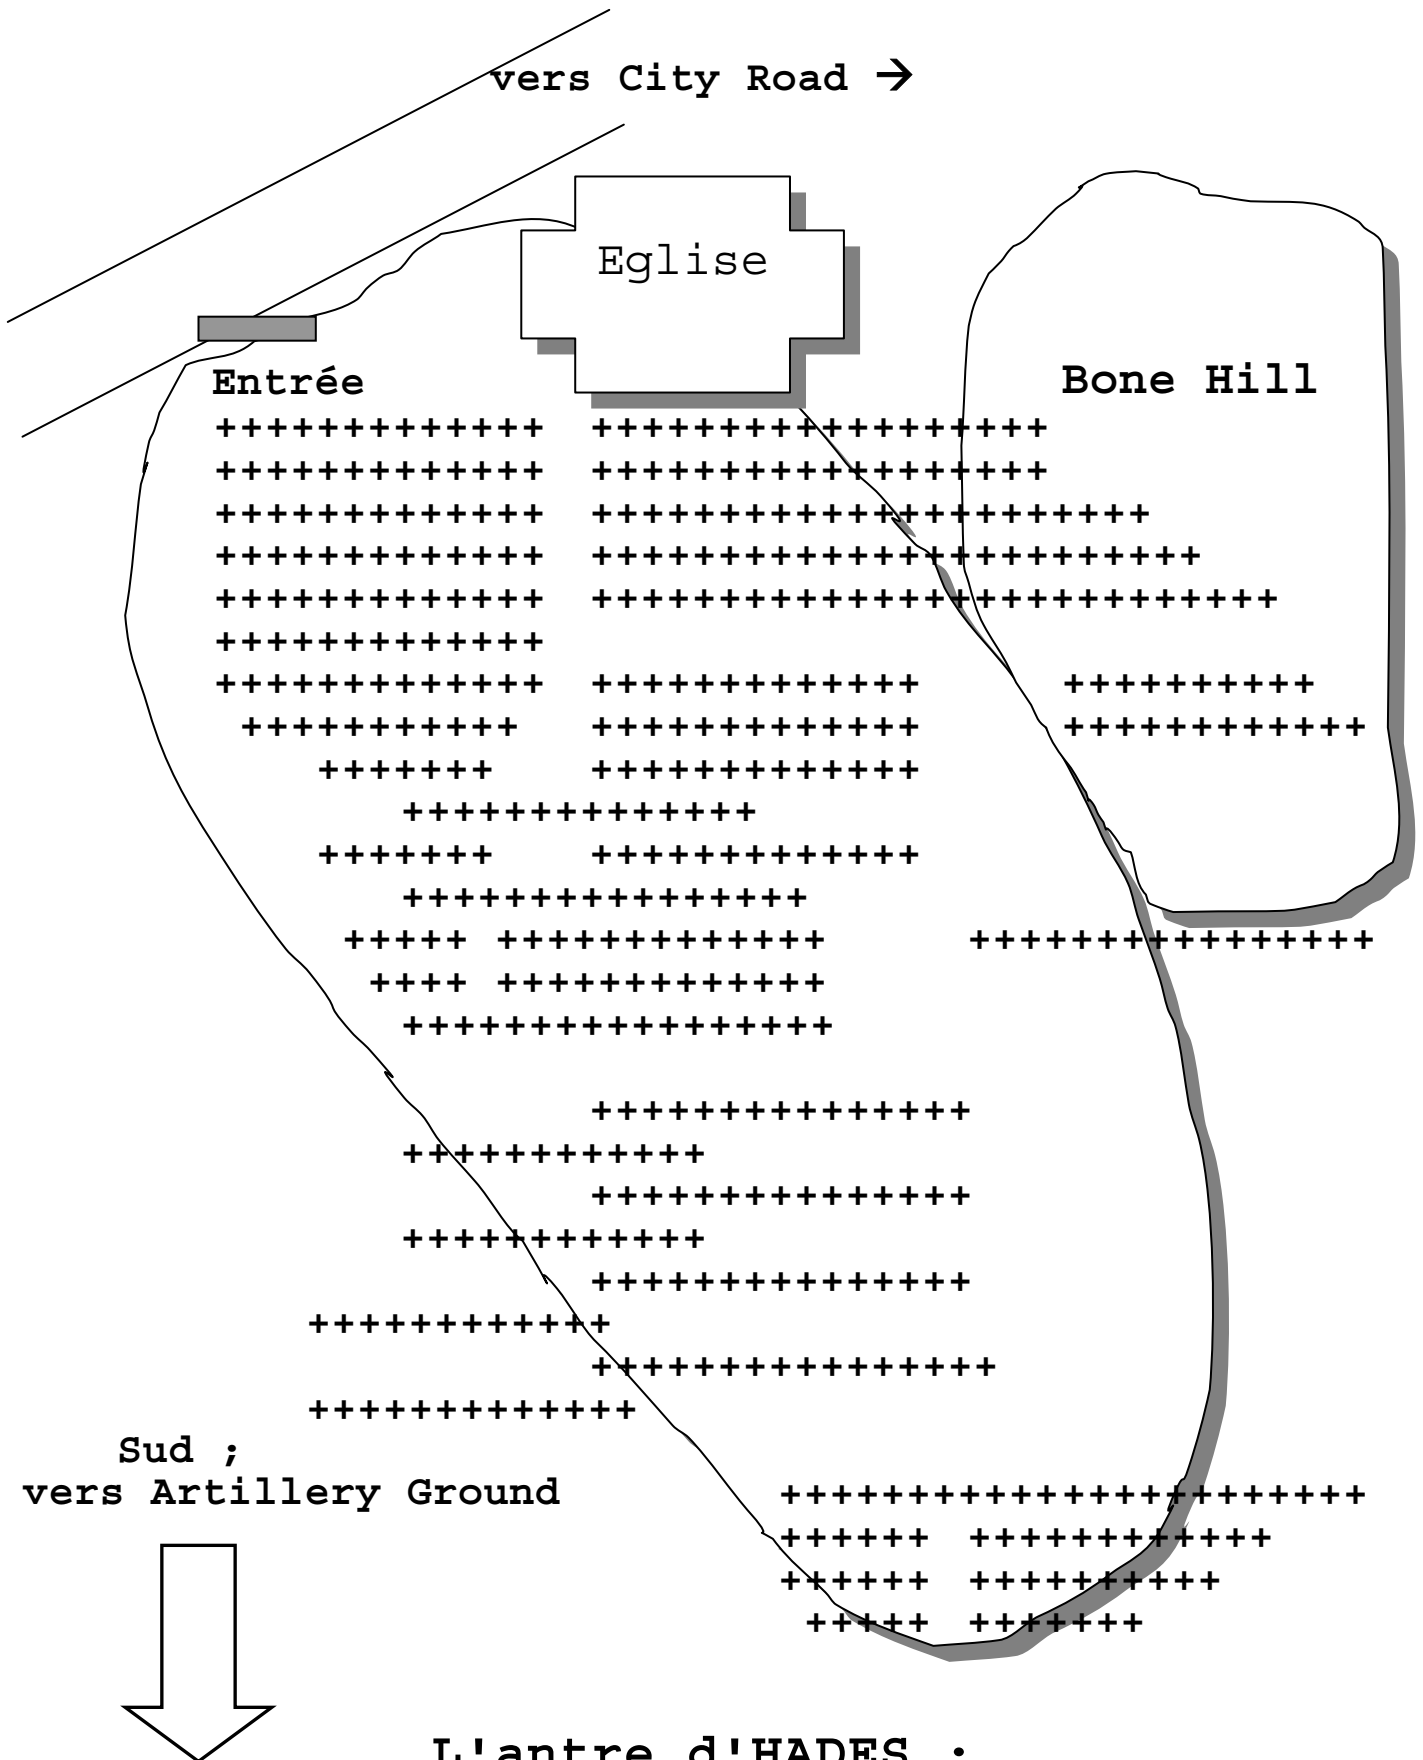 vers City Road →
Eglise
Entrée
Bone Hill
Sud ;
vers Artillery Ground
L'antre d'HADES :